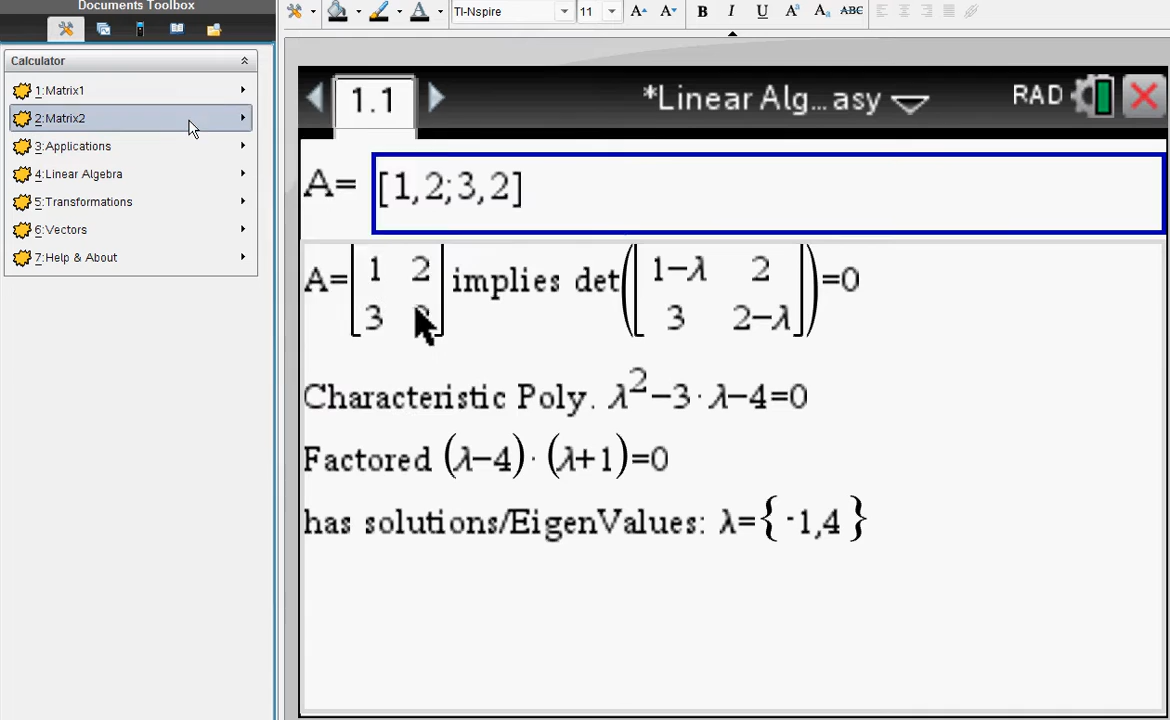 Documents Toolbox
TI-Nspire 11 A A B I U A A ABC
Calculator
1:Matrix1
2:Matrix2
3:Applications
4:Linear Algebra
5:Transformations
6:Vectors
7:Help & About
1.1 *Linear Alg...asy RAD
A= [1,2;3,2]
A=[1 2 implies det([1−λ 2])=0
3 ] [3 2−λ]
Characteristic Poly. λ²−3·λ−4=0
Factored (λ−4)·(λ+1)=0
has solutions/EigenValues: λ={-1,4}